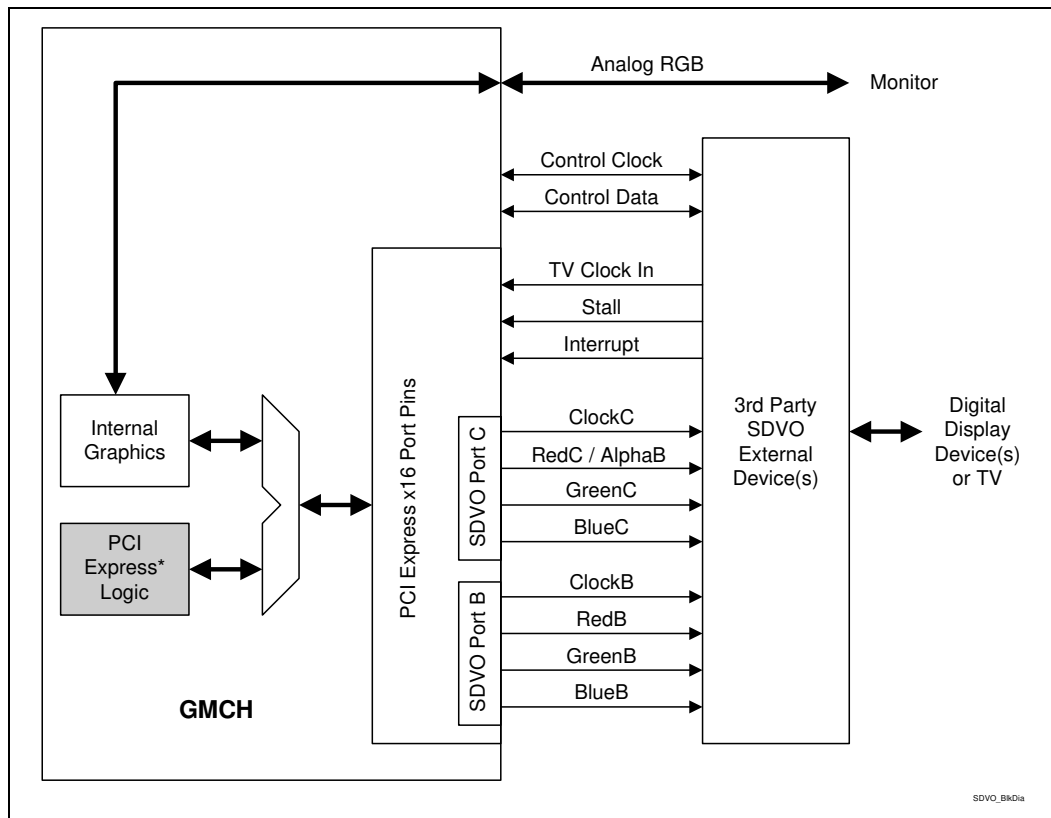 Analog RGB
Monitor
Control Clock
Control Data
TV Clock In
Stall
Interrupt
Internal
Graphics
PCI
Express*
Logic
PCI Express x16 Port Pins
SDVO Port C
SDVO Port B
ClockC
RedC / AlphaB
GreenC
BlueC
ClockB
RedB
GreenB
BlueB
3rd Party
SDVO
External
Device(s)
Digital
Display
Device(s)
or TV
GMCH
SDVO_BlkDia